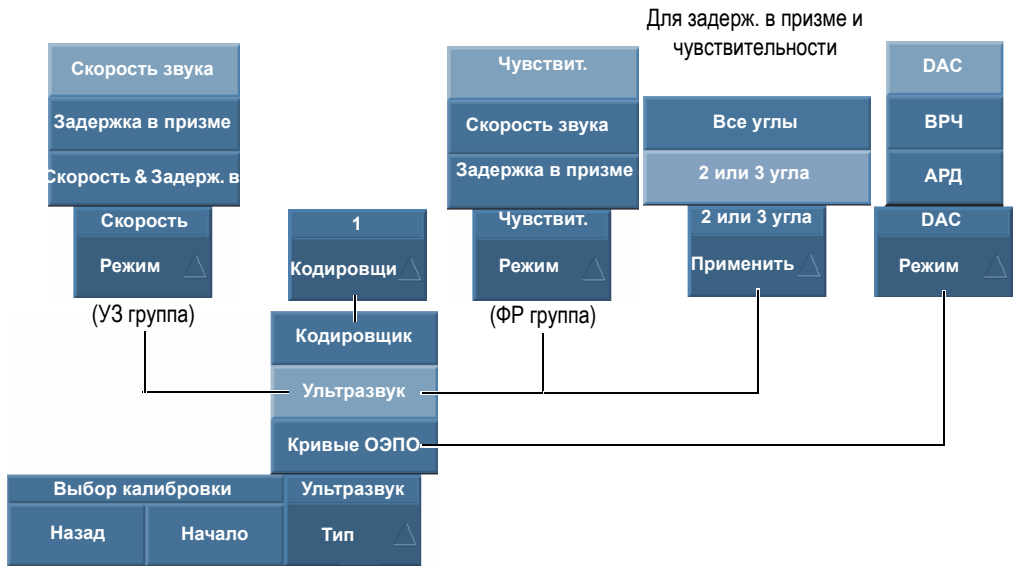 Для задерж. в призме и
чувствительности
Скорость звука
Задержка в призме
Скорость & Задерж. в
Скорость
Режим
(УЗ группа)
1
Кодировщи
Чувствит.
Скорость звука
Задержка в призме
Чувствит.
Режим
(ФР группа)
Все углы
2 или 3 угла
2 или 3 угла
Применить
DAC
ВРЧ
АРД
DAC
Режим
Кодировщик
Ультразвук
Кривые ОЭПО
Выбор калибровки
Назад
Начало
Ультразвук
Тип